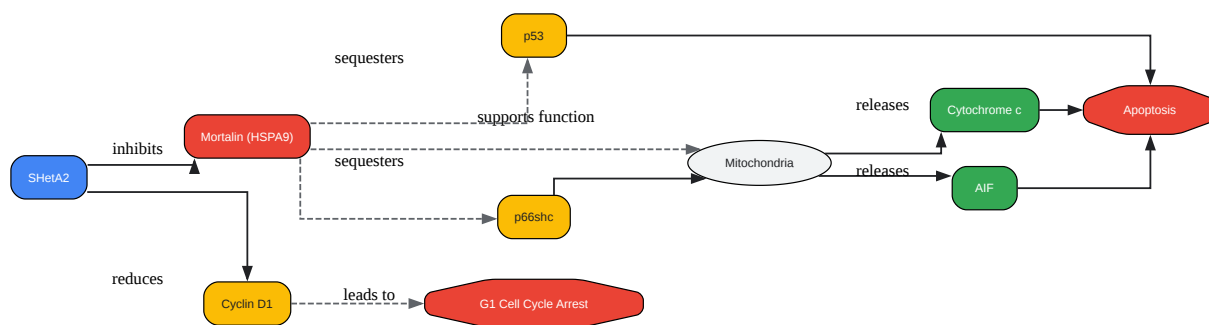 p53
sequesters
supports function
Mortalin (HSPA9)
inhibits
sequesters
SHetA2
releases
Cytochrome c
Apoptosis
Mitochondria
releases
AIF
p66shc
reduces
Cyclin D1
leads to
G1 Cell Cycle Arrest